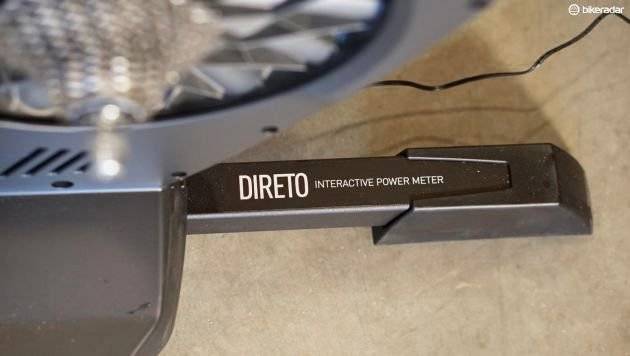 bikeradar
DIRETO INTERACTIVE POWER METER